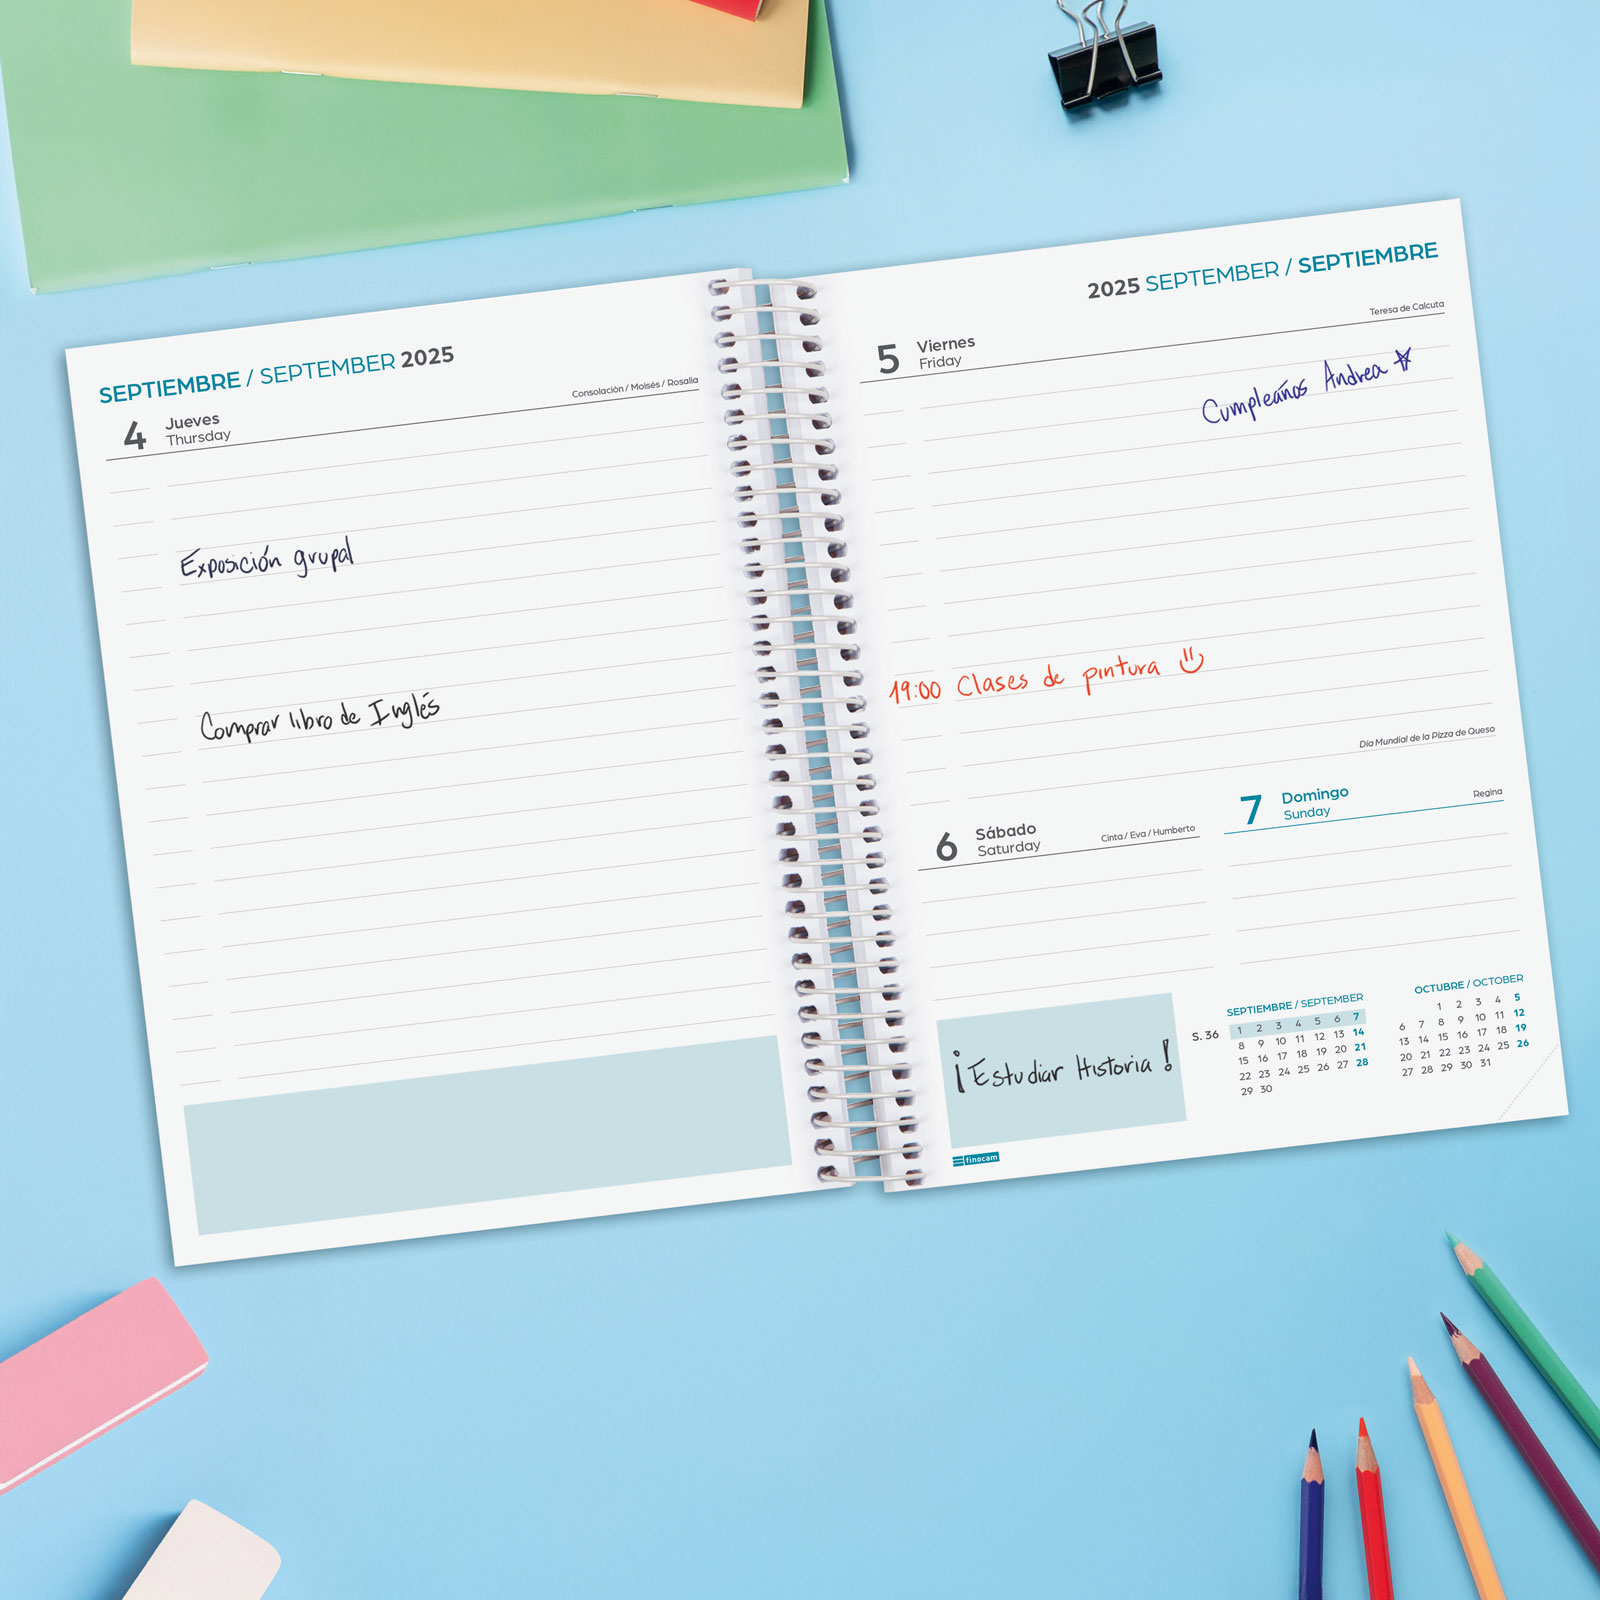 SEPTIEMBRE / SEPTEMBER 2025
4 Jueves
Thursday
Consolación / Moisés / Rosalia
Exposición grupal
Comprar libro de Inglés
2025 SEPTEMBER / SEPTIEMBRE
5 Viernes
Friday
Teresa de Calcuta
Cumpleaños Andrea
19:00 Clases de pintura
Día Mundial de la Pizza de Queso
6 Sábado
Saturday
Cinta / Eva / Humberto
7 Domingo
Sunday
Regina
¡Estudiar Historia!
finocam
S. 36
SEPTIEMBRE / SEPTEMBER
1 2 3 4 5 6 7
8 9 10 11 12 13 14
15 16 17 18 19 20 21
22 23 24 25 26 27 28
29 30
OCTUBRE / OCTOBER
1 2 3 4 5
6 7 8 9 10 11 12
13 14 15 16 17 18 19
20 21 22 23 24 25 26
27 28 29 30 31